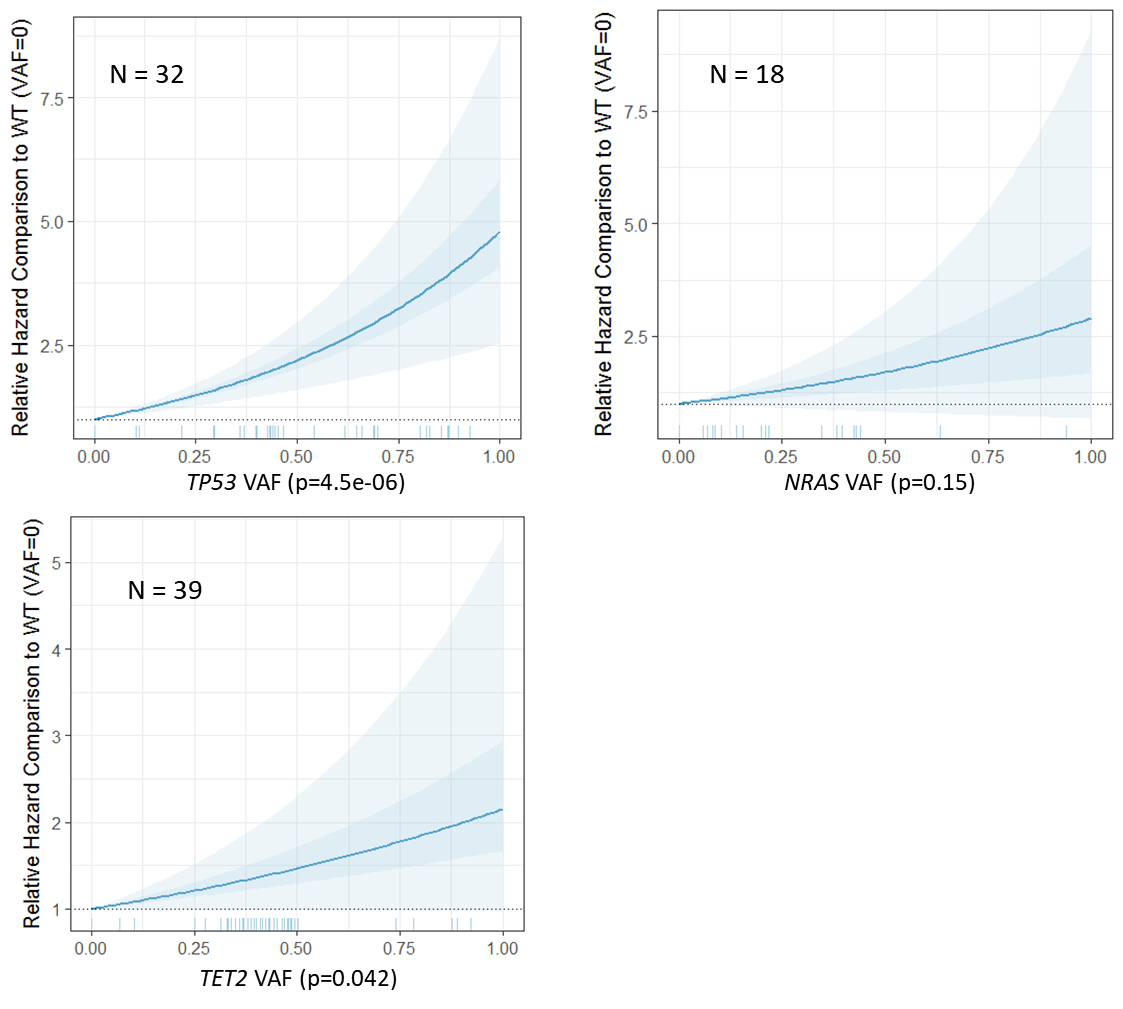 Relative Hazard Comparison to WT (VAF=0)
N = 32
7.5
5.0
2.5
0.00 0.25 0.50 0.75 1.00
TP53 VAF (p=4.5e-06)
Relative Hazard Comparison to WT (VAF=0)
N = 18
7.5
5.0
2.5
0.00 0.25 0.50 0.75 1.00
NRAS VAF (p=0.15)
Relative Hazard Comparison to WT (VAF=0)
N = 39
5
4
3
2
1
0.00 0.25 0.50 0.75 1.00
TET2 VAF (p=0.042)